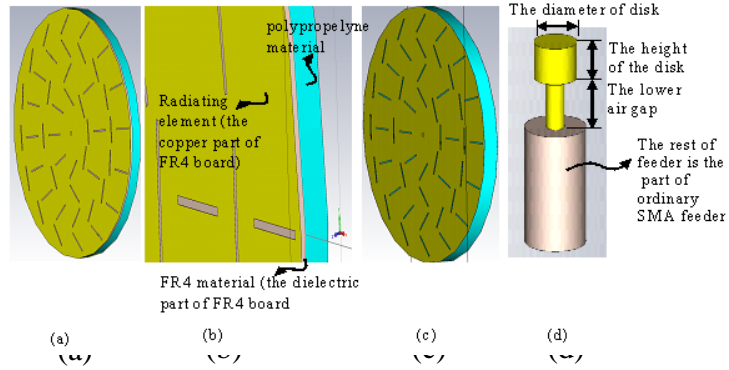 The diameter of disk
polypropelyne
material
Radiating
element (the
copper part of
FR4 board)
The height
of the disk
The lower
air gap
The rest of
feeder is the
part of
ordinary
SMA feeder
FR4 material (the dielectric
part of FR4 board
(a)
(b)
(c)
(d)
(a)
(b)
(c)
(d)